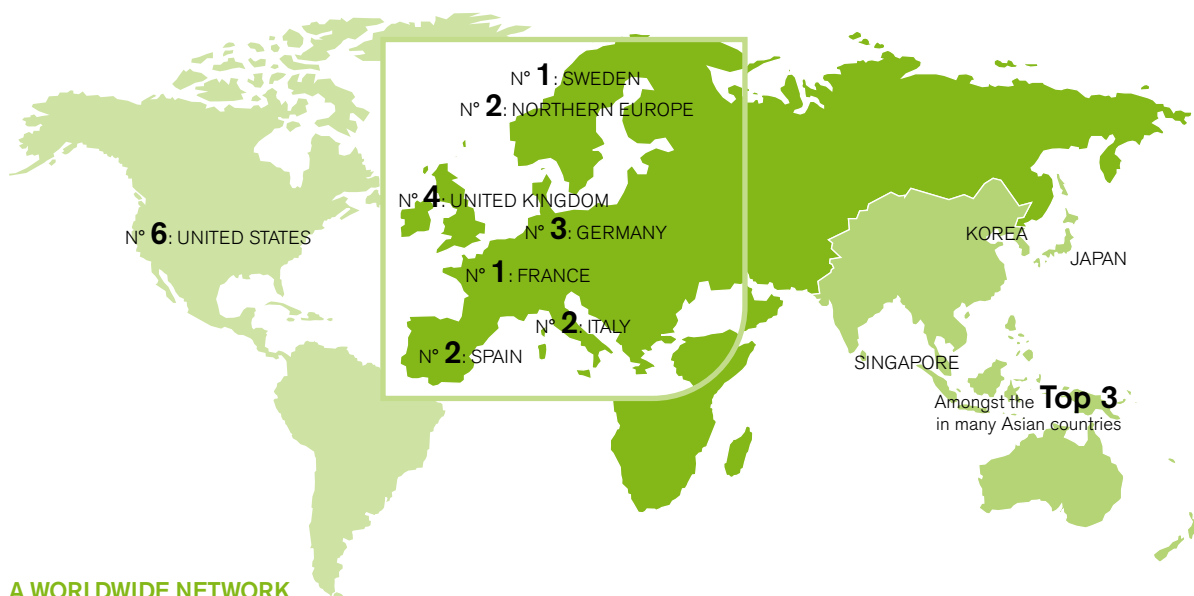 N° 1: SWEDEN
N° 2: NORTHERN EUROPE
N° 4: UNITED KINGDOM
N° 3: GERMANY
N° 6: UNITED STATES
KOREA
JAPAN
N° 1: FRANCE
N° 2: ITALY
N° 2: SPAIN
SINGAPORE
Amongst the Top 3
in many Asian countries
A WORLDWIDE NETWORK